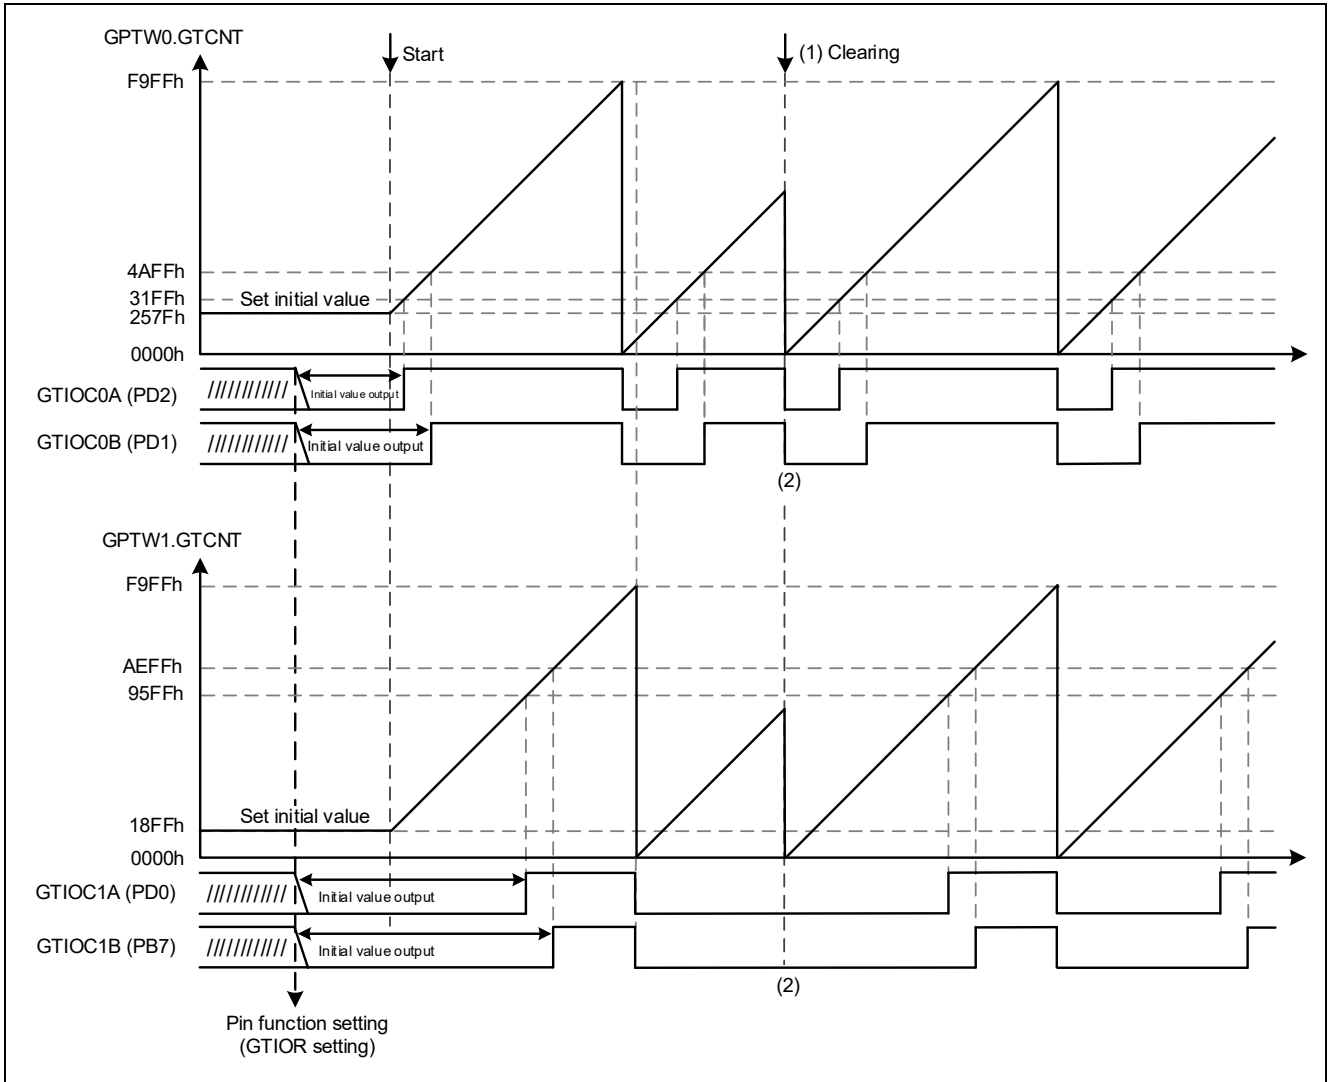 GPTW0.GTCNT
Start
(1) Clearing
F9FFh
4AFFh
31FFh
Set initial value
257Fh
0000h
GTIOC0A (PD2)
////////////
Initial value output
GTIOC0B (PD1)
////////////
Initial value output
(2)
GPTW1.GTCNT
F9FFh
AEFFh
95FFh
Set initial value
18FFh
0000h
GTIOC1A (PD0)
////////////
Initial value output
GTIOC1B (PB7)
////////////
Initial value output
(2)
Pin function setting
(GTIOR setting)